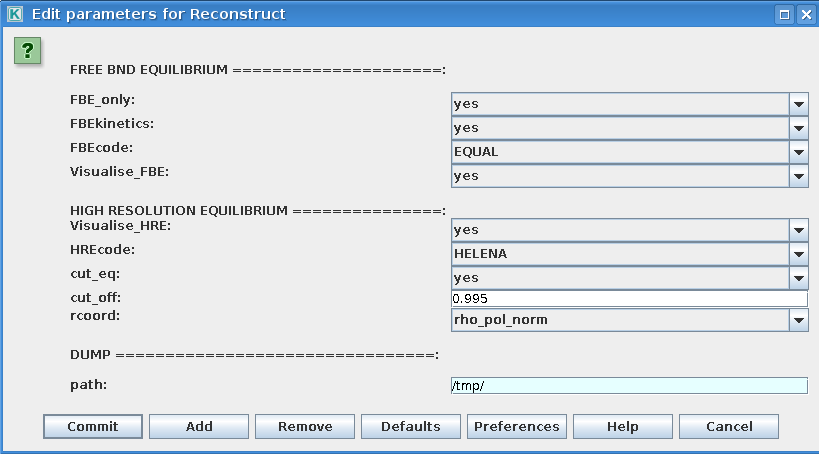 Edit parameters for Reconstruct
?
FREE BND EQUILIBRIUM =====================:
FBE_only: yes
FBEkinetics: yes
FBEcode: EQUAL
Visualise_FBE: yes
HIGH RESOLUTION EQUILIBRIUM ===============:
Visualise_HRE: yes
HREcode: HELENA
cut_eq: yes
cut_off: 0.995
rcoord: rho_pol_norm
DUMP ================================:
path: /tmp/
Commit Add Remove Defaults Preferences Help Cancel